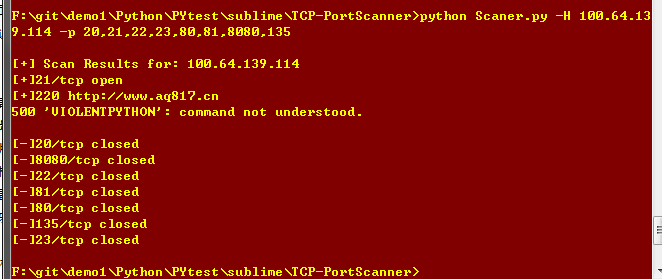 F:\git\demo1\Python\PYtest\sublime\TCP-PortScanner>python Scaner.py -H 100.64.13
9.114 -p 20,21,22,23,80,81,8080,135
[+] Scan Results for: 100.64.139.114
[+]21/tcp open
[+]220 http://www.aq817.cn
500 'VIOLENTPYTHON': command not understood.
[-]20/tcp closed
[-]8080/tcp closed
[-]22/tcp closed
[-]81/tcp closed
[-]80/tcp closed
[-]135/tcp closed
[-]23/tcp closed
F:\git\demo1\Python\PYtest\sublime\TCP-PortScanner>